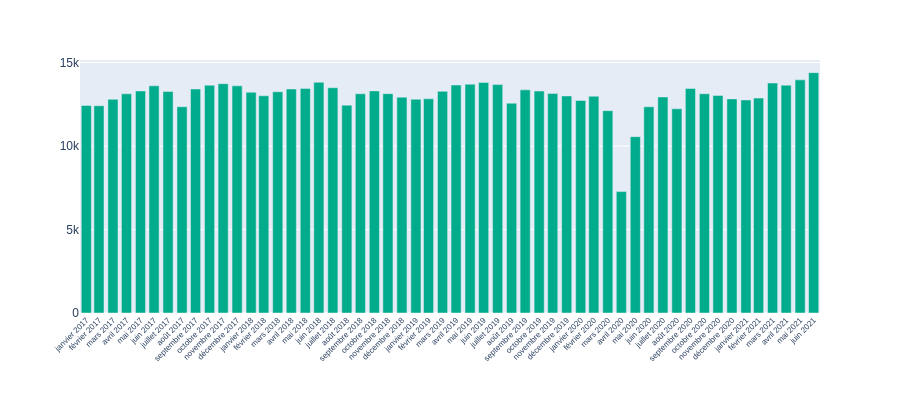 15k
10k
5k
0
janvier 2017
février 2017
mars 2017
avril 2017
mai 2017
juin 2017
juillet 2017
août 2017
septembre 2017
octobre 2017
novembre 2017
décembre 2017
janvier 2018
février 2018
mars 2018
avril 2018
mai 2018
juin 2018
juillet 2018
août 2018
septembre 2018
octobre 2018
novembre 2018
décembre 2018
janvier 2019
février 2019
mars 2019
avril 2019
mai 2019
juin 2019
juillet 2019
août 2019
septembre 2019
octobre 2019
novembre 2019
décembre 2019
janvier 2020
février 2020
mars 2020
avril 2020
mai 2020
juin 2020
juillet 2020
août 2020
septembre 2020
octobre 2020
novembre 2020
décembre 2020
janvier 2021
février 2021
mars 2021
avril 2021
mai 2021
juin 2021